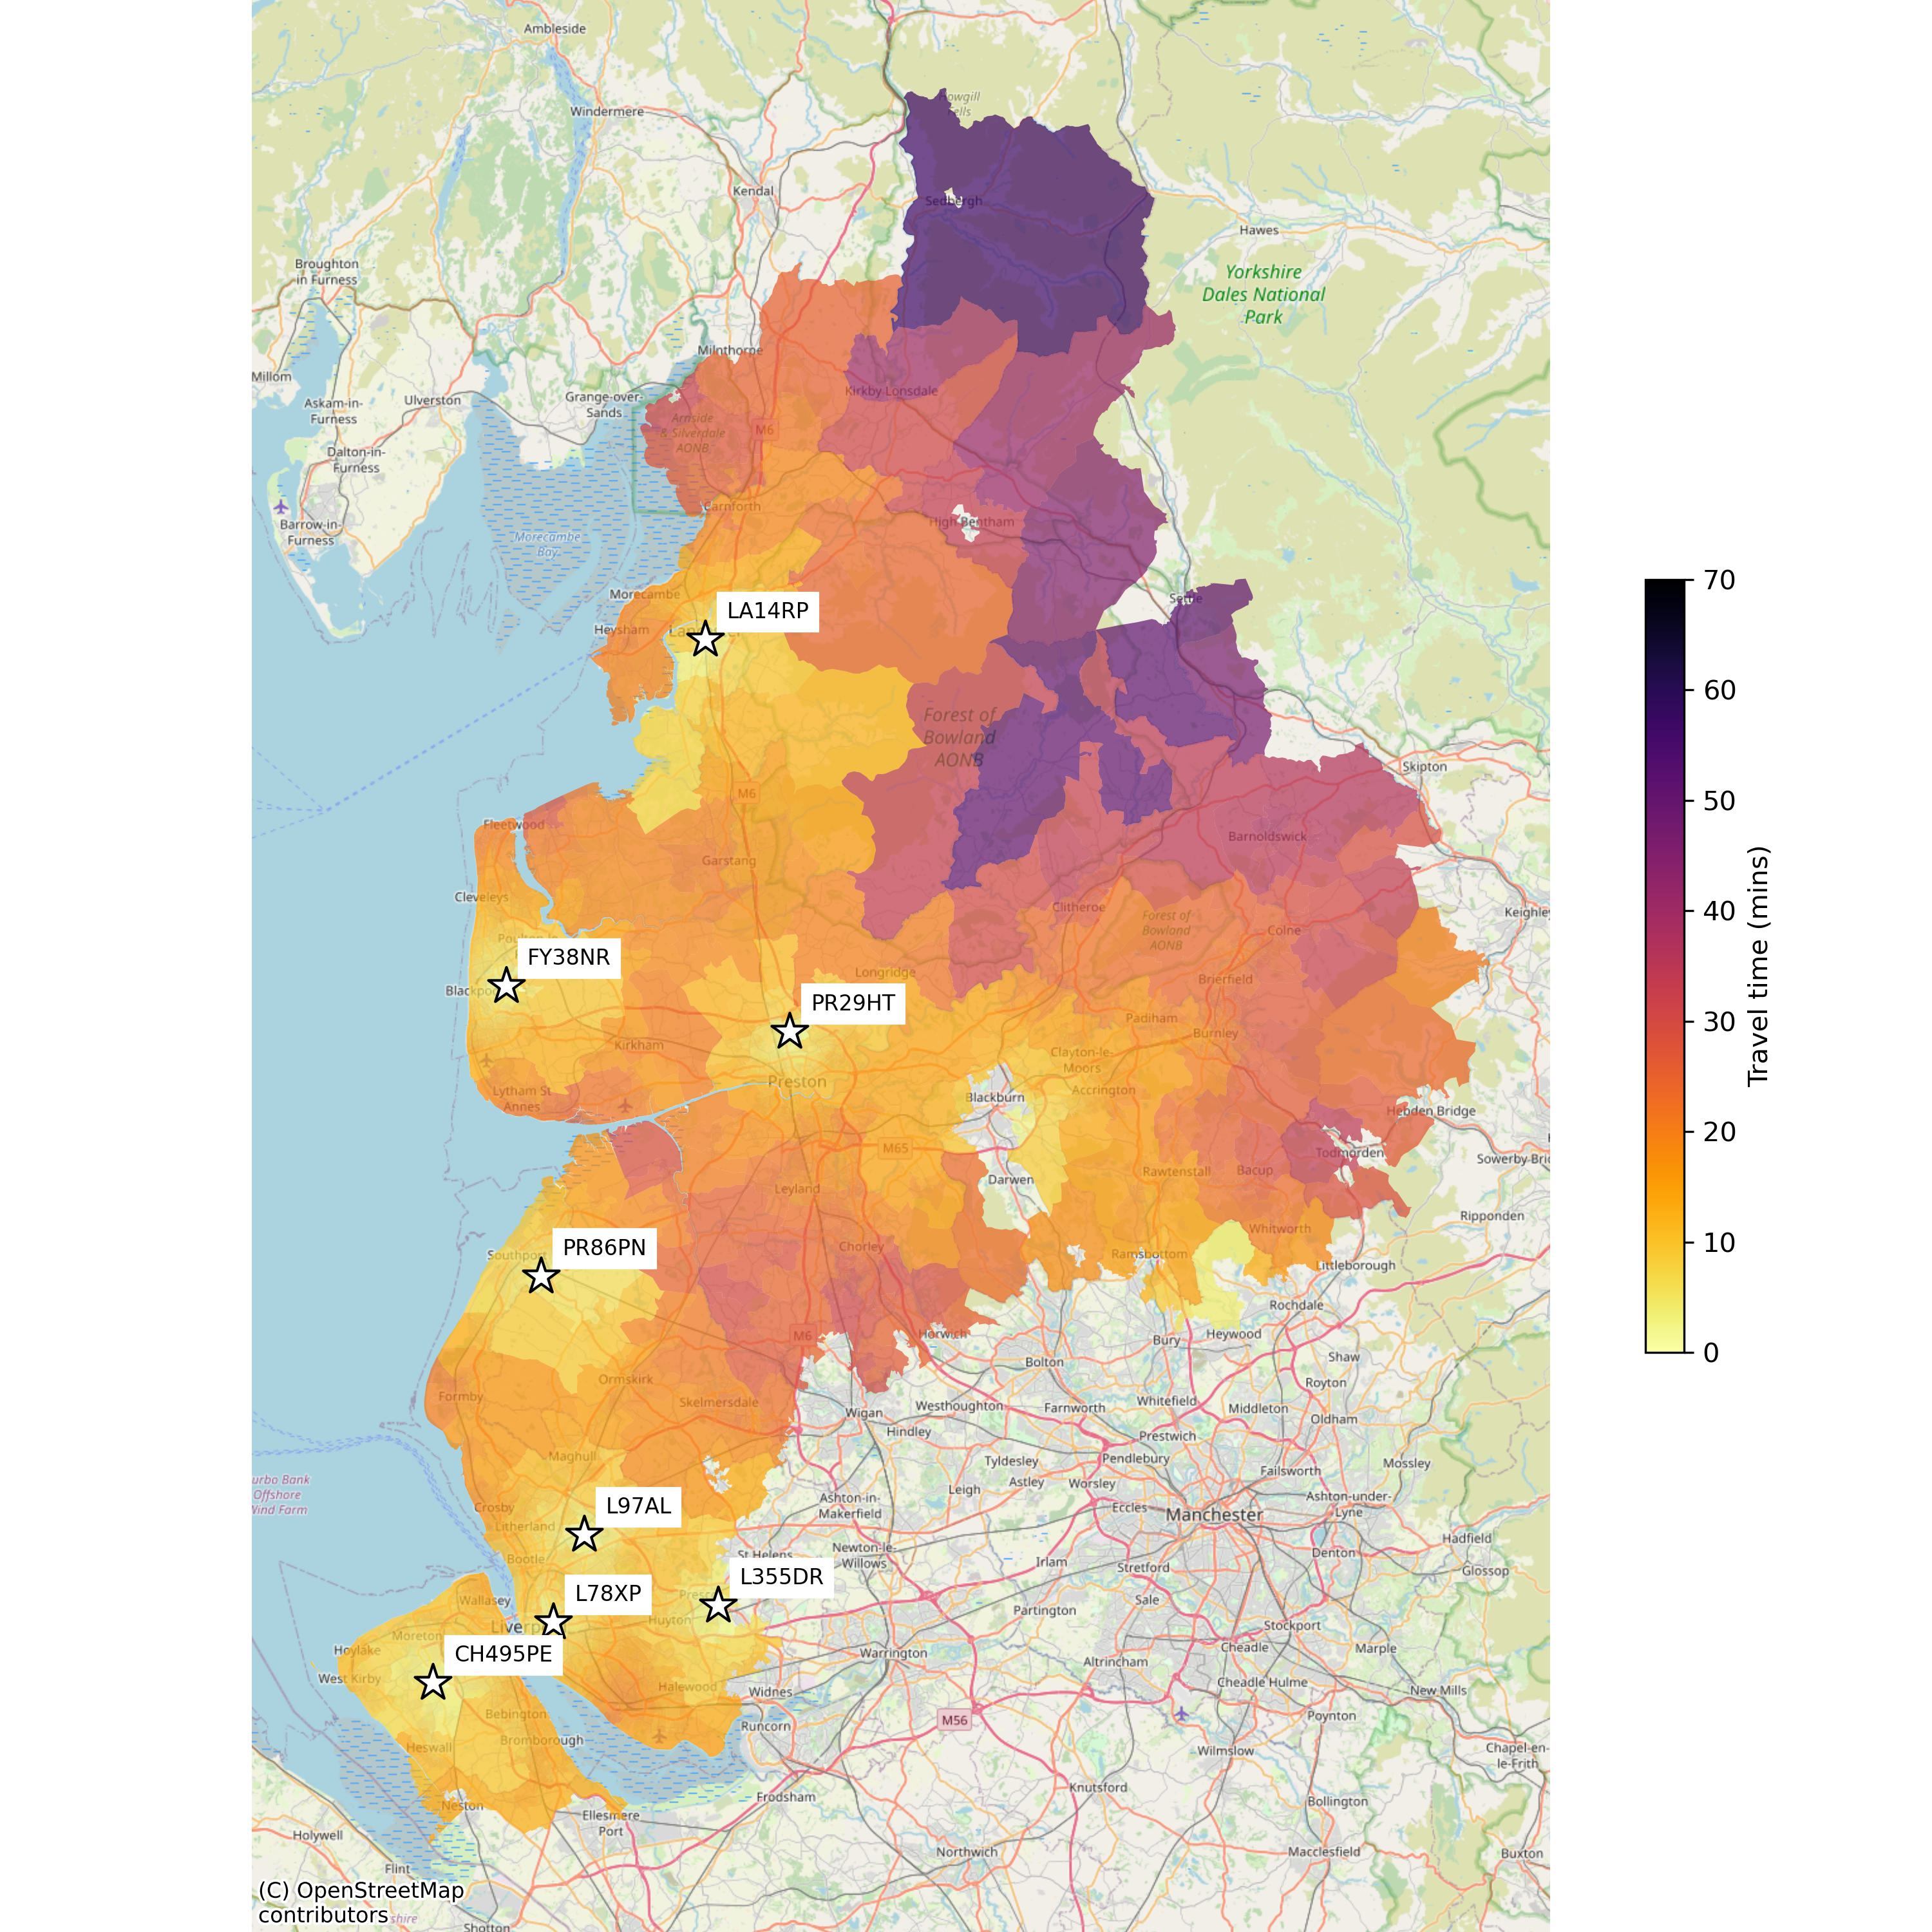 Ambleside
Howgill
Fells
Windermere
Kendal
Sedbergh
Hawes
Broughton
in Furness
Yorkshire
Dales National
Park
Milnthorpe
Millom
Kirkby Lonsdale
Askam-in-
Furness
Ulverston
Grange-over-
Sands
Arnside
& Silverdale
AONB
M6
Dalton-in-
Furness
Carnforth
High Bentham
Barrow-in-
Furness
Morecambe
Bay
Morecambe
Settle
LA14RP
Heysham
Forest of
Bowland
AONB
Skipton
M6
Fleetwood
Barnoldswick
Garstang
Cleveleys
Clitheroe
Forest of
Bowland
AONB
Keighley
Colne
FY38NR
Longridge
Brierfield
Blackpool
PR29HT
Padiham
Burnley
Kirkham
Clayton-le-
Moors
Preston
Accrington
Lytham St
Annes
Blackburn
Hebden Bridge
M65
Todmorden
Sowerby Bric
Rawtenstall
Bacup
Leyland
Darwen
Ripponden
Whitworth
PR86PN
Southport
Chorley
Ramsbottom
Littleborough
Rochdale
M6
Horwich
Bury
Heywood
Shaw
Bolton
Ormskirk
Royton
Formby
Skelmersdale
Wigan
Westhoughton
Farnworth
Whitefield
Middleton
Oldham
Hindley
Prestwich
Maghull
Tyldesley
Pendlebury
Failsworth
Mossley
urbo Bank
Offshore
Wind Farm
Astley
Worsley
Leigh
Crosby
L97AL
Ashton-in-
Makerfield
Eccles
Manchester
Ashton-under-
Lyne
Litherland
Hadfield
Bootle
St Helens
Newton-le-
Willows
Irlam
Stretford
Denton
Glossop
L355DR
Wallasey
L78XP
Huyton
Partington
Sale
Stockport
Moreton
Hoylake
CH495PE
Warrington
Cheadle
Marple
West Kirby
Altrincham
Halewood
Widnes
Cheadle Hulme
New Mills
Bebington
Runcorn
M56
Poynton
Heswall
Bromborough
Wilmslow
Chapel-en-
le-Frith
Frodsham
Knutsford
Neston
Ellesmere
Port
Bollington
Holywell
Northwich
Macclesfield
Buxton
Flint
(C) OpenStreetMap
contributors
shire
Shotton
70
60
50
40
30
20
10
0
Travel time (mins)